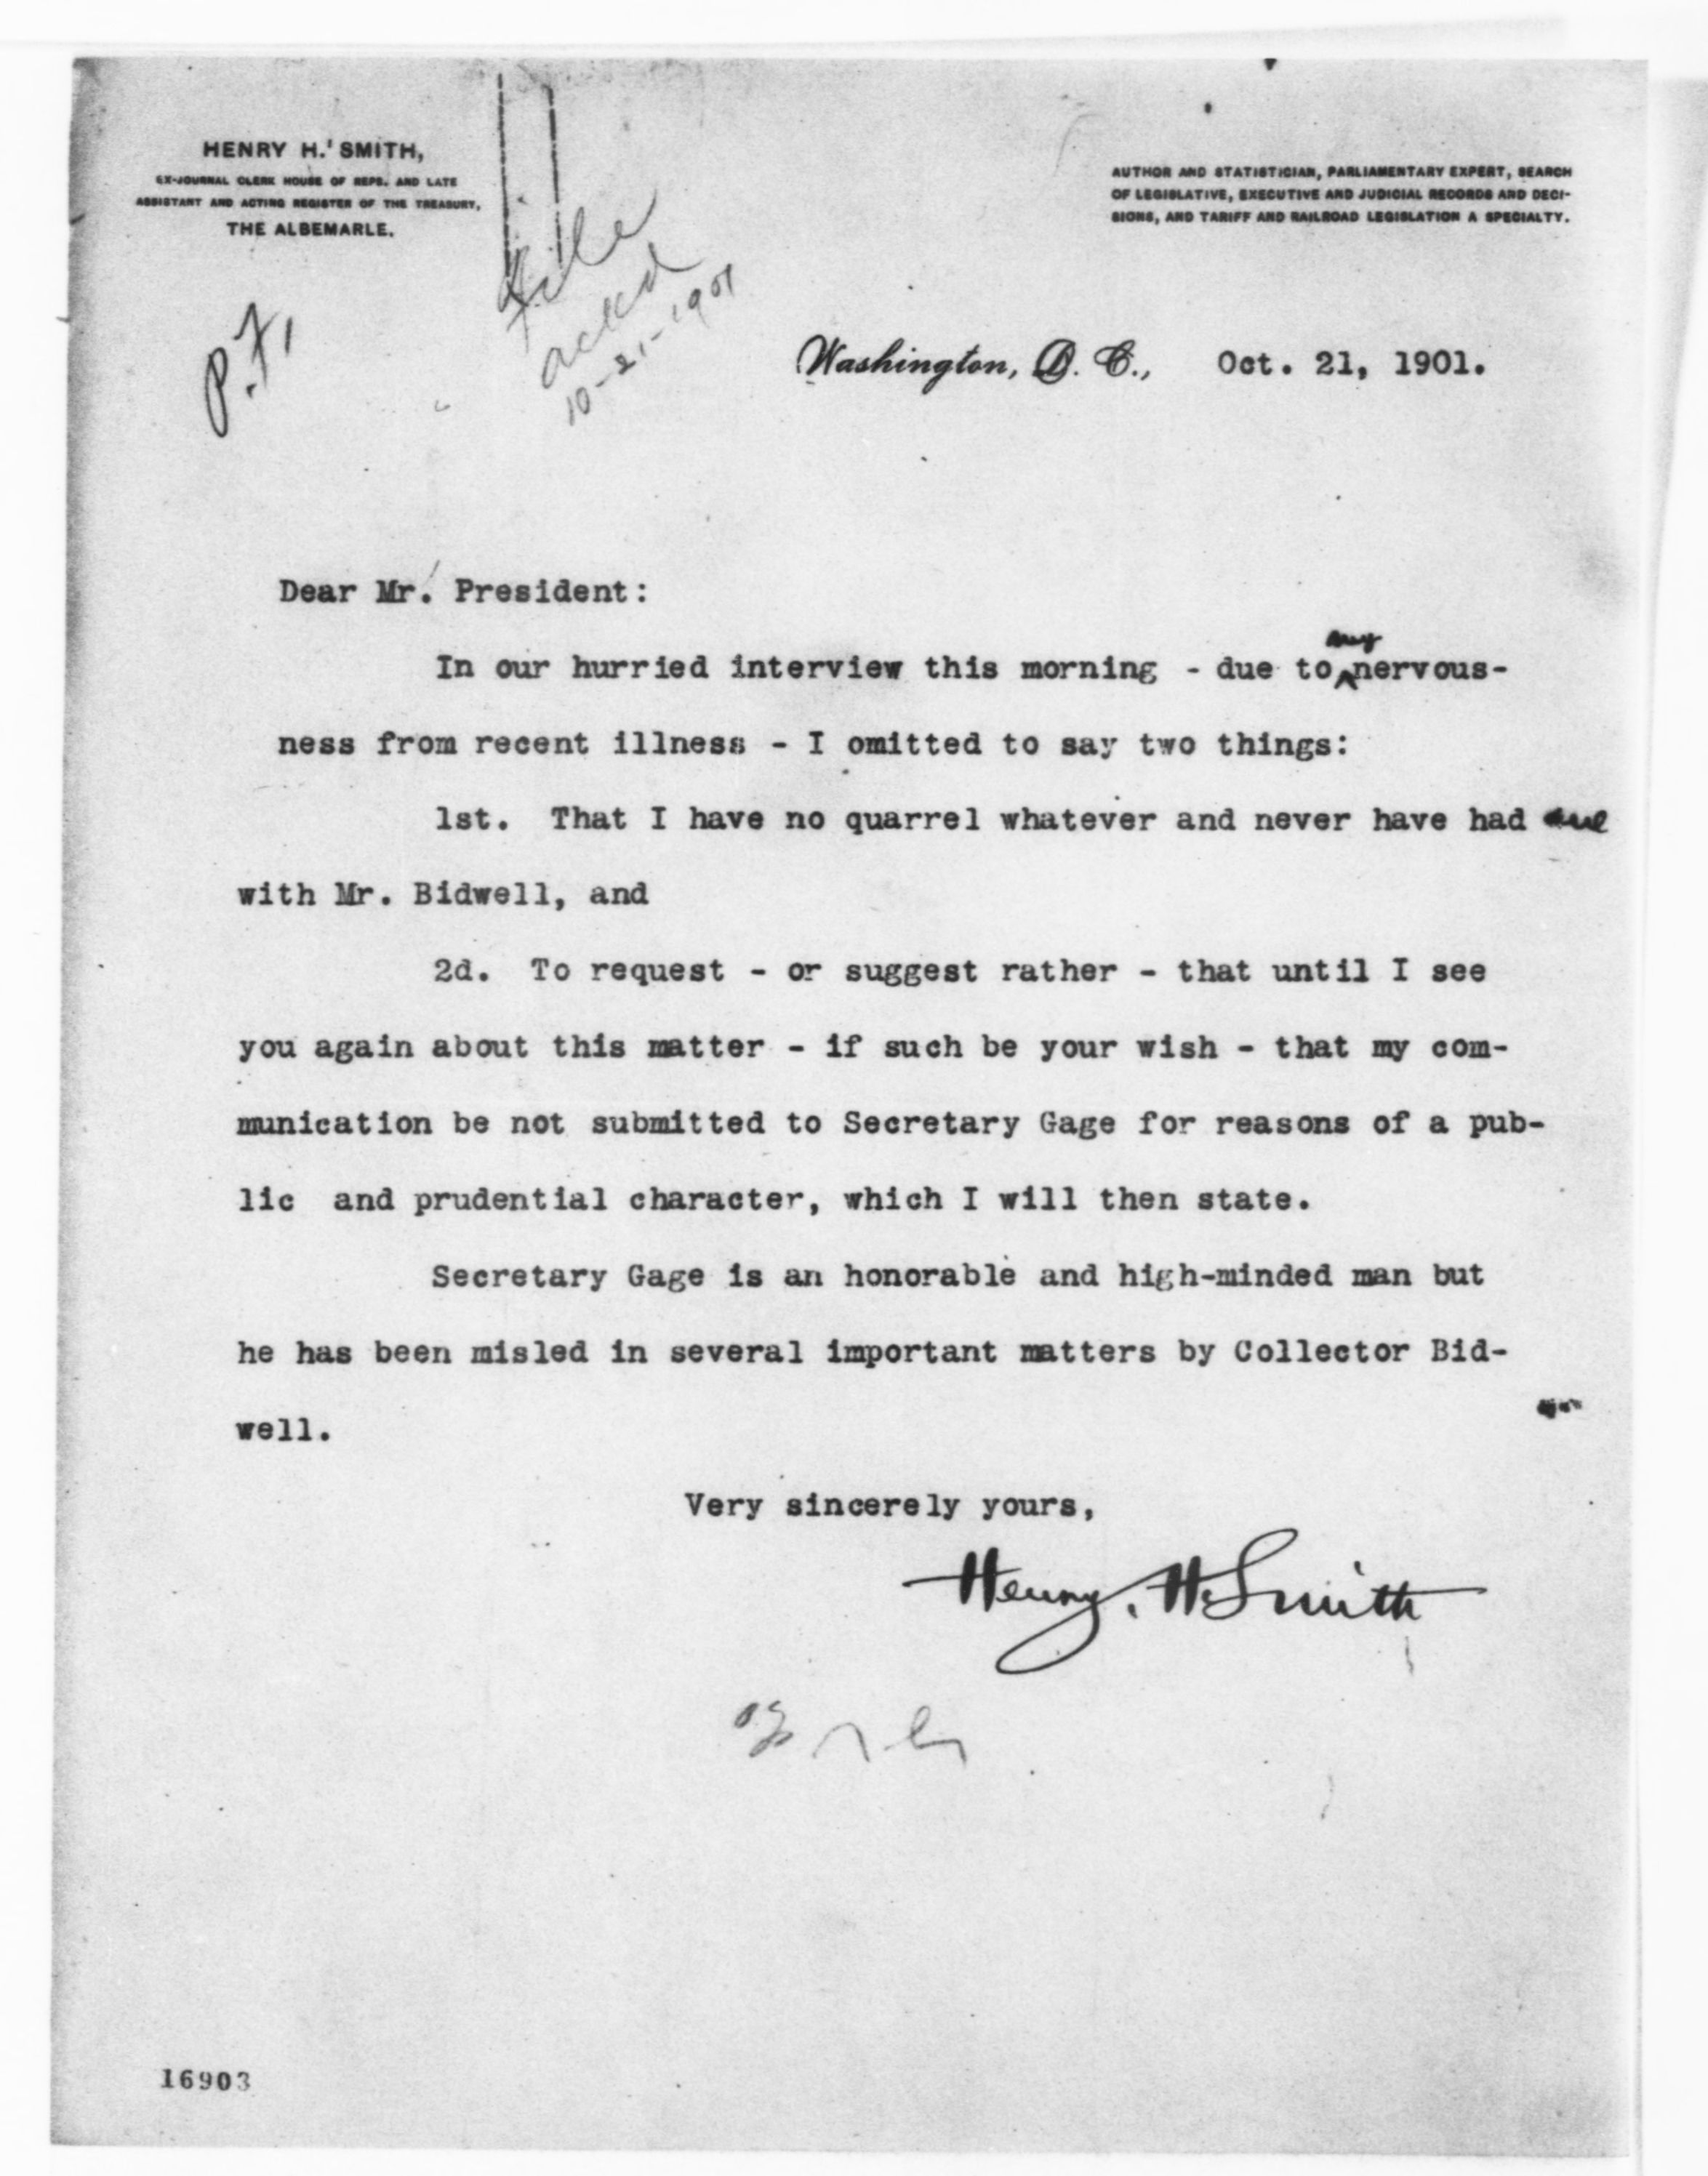 HENRY H. SMITH,
EX-JOURNAL CLERK HOUSE OF REPS. AND LATE
ASSISTANT AND ACTING REGISTER OF THE TREASURY,
THE ALBEMARLE.
AUTHOR AND STATISTICIAN, PARLIAMENTARY EXPERT, SEARCH
OF LEGISLATIVE, EXECUTIVE AND JUDICIAL RECORDS AND DECI-
SIONS, AND TARIFF AND RAILROAD LEGISLATION A SPECIALTY.
P.F.
File
ackd
10-21-1901
Washington, D. C., Oct. 21, 1901.
Dear Mr. President:
In our hurried interview this morning - due to my nervous-
ness from recent illness - I omitted to say two things:
1st. That I have no quarrel whatever and never have had one
with Mr. Bidwell, and
2d. To request - or suggest rather - that until I see
you again about this matter - if such be your wish - that my com-
munication be not submitted to Secretary Gage for reasons of a pub-
lic and prudential character, which I will then state.
Secretary Gage is an honorable and high-minded man but
he has been misled in several important matters by Collector Bid-
well.
Very sincerely yours,
Henry. H. Smith
16903